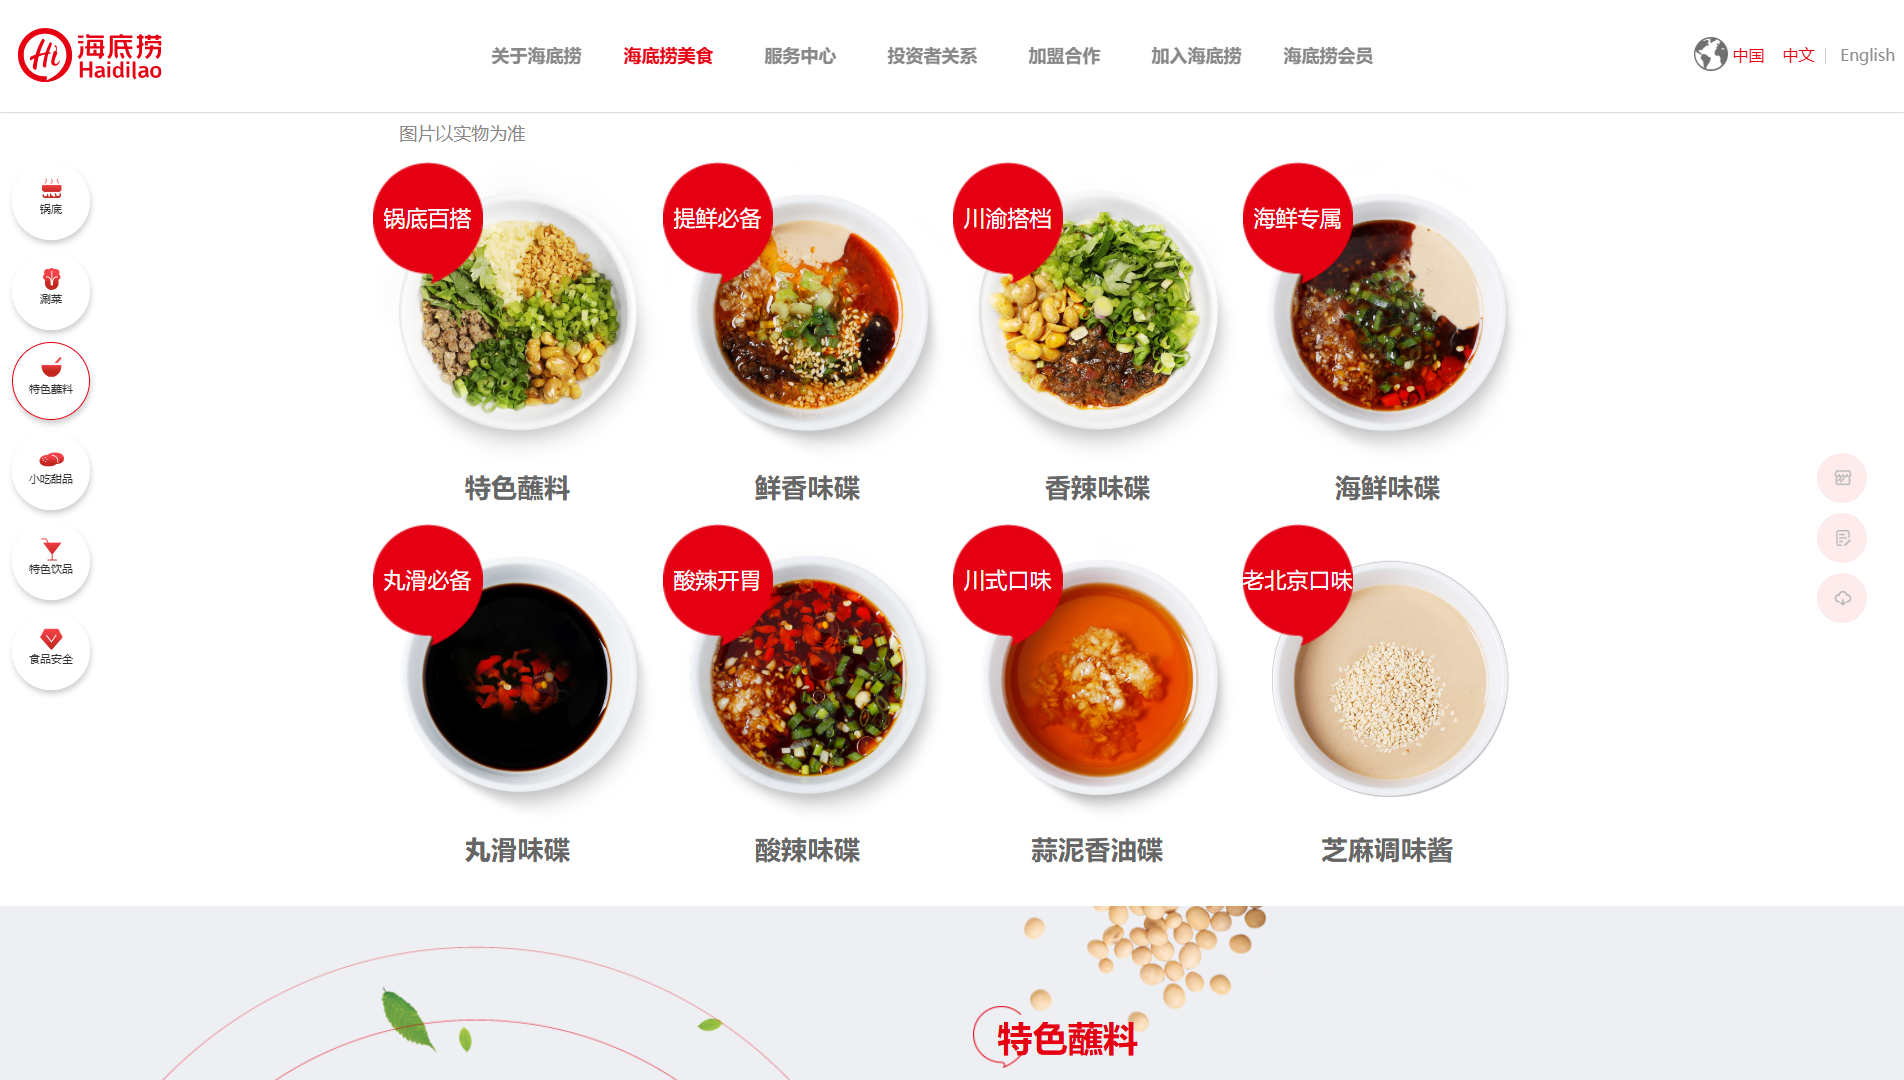 Hi 海底捞
Haidilao
关于海底捞 海底捞美食 服务中心 投资者关系 加盟合作 加入海底捞 海底捞会员
中国 中文 English
图片以实物为准
锅底
涮菜
特色蘸料
小吃甜品
特色饮品
食品安全
锅底百搭 提鲜必备 川渝搭档 海鲜专属
特色蘸料 鲜香味碟 香辣味碟 海鲜味碟
丸滑必备 酸辣开胃 川式口味 老北京口味
丸滑味碟 酸辣味碟 蒜泥香油碟 芝麻调味酱
特色蘸料